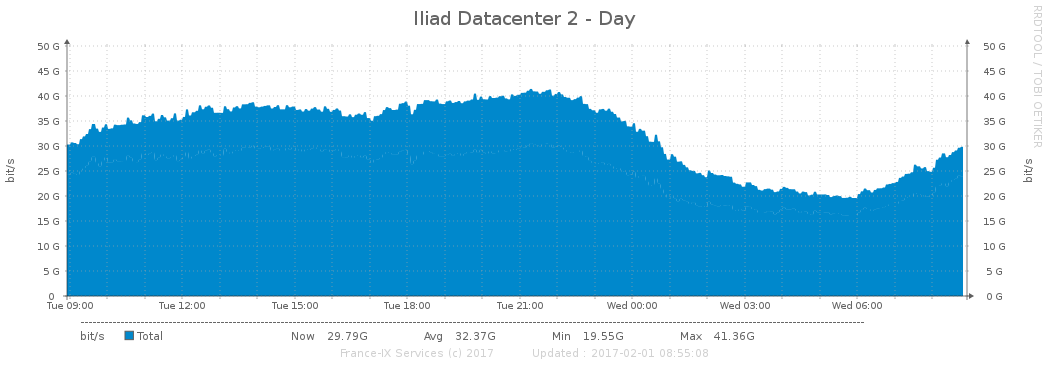 Iliad Datacenter 2 - Day
RRDTOOL / TOBI OETIKER
50 G 50 G
45 G 45 G
40 G 40 G
35 G 35 G
30 G 30 G
25 G 25 G
20 G 20 G
15 G 15 G
10 G 10 G
5 G 5 G
0 0 G
bit/s bit/s
Tue 09:00 Tue 12:00 Tue 15:00 Tue 18:00 Tue 21:00 Wed 00:00 Wed 03:00 Wed 06:00
bit/s Total Now 29.79G Avg 32.37G Min 19.55G Max 41.36G
France-IX Services (c) 2017 Updated : 2017-02-01 08:55:08